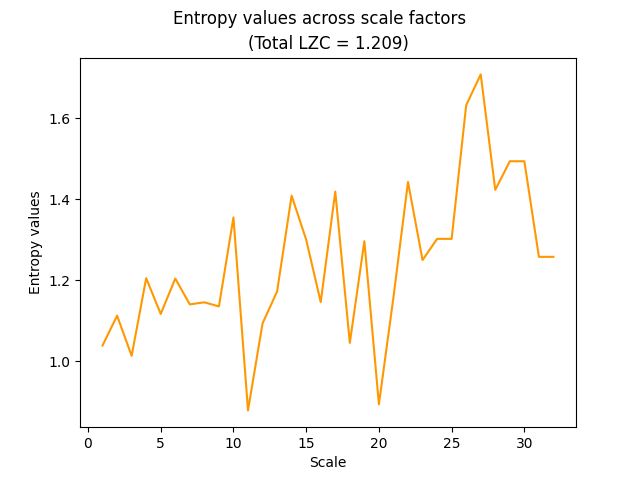 Entropy values across scale factors
(Total LZC = 1.209)
1.6
1.4
1.2
1.0
Entropy values
0 5 10 15 20 25 30
Scale